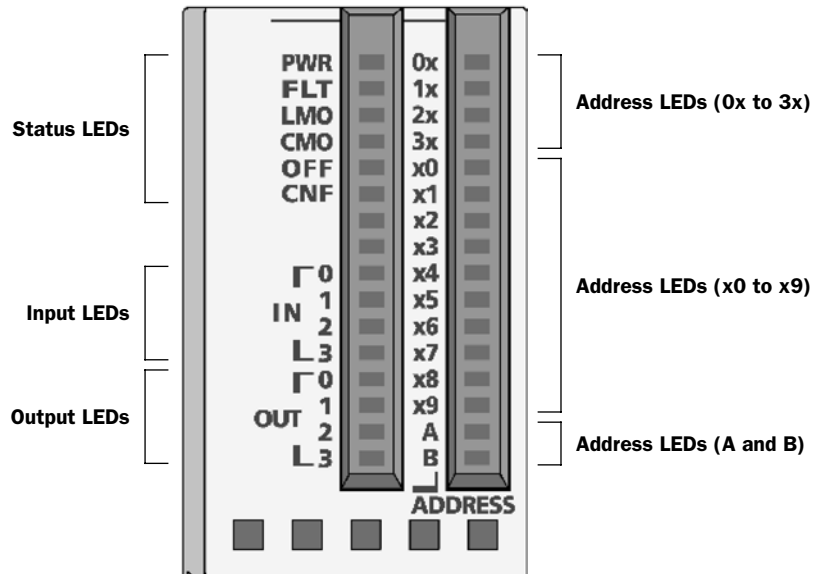 PWR 0x
FLT 1x
Status LEDs LMO 2x Address LEDs (0x to 3x)
CMO 3x
OFF x0
CNF x1
x2
x3
0 x4
1 x5 Address LEDs (x0 to x9)
Input LEDs IN
2 x6
3 x7
0 x8
1 x9
Output LEDs OUT
2 A Address LEDs (A and B)
3 B
ADDRESS